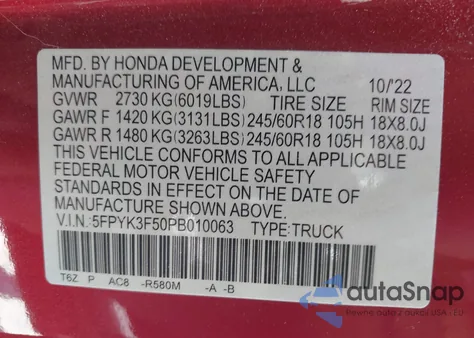 MFD. BY HONDA DEVELOPMENT &
MANUFACTURING OF AMERICA, LLC 10/'22
GVWR 2730 KG(6019LBS) TIRE SIZE RIM SIZE
GAWR F 1420 KG(3131LBS) 245/60R18 105H 18X8.0J
GAWR R 1480 KG(3263LBS) 245/60R18 105H 18X8.0J
THIS VEHICLE CONFORMS TO ALL APPLICABLE
FEDERAL MOTOR VEHICLE SAFETY
STANDARDS IN EFFECT ON THE DATE OF
MANUFACTURE SHOWN ABOVE.
V.I.N.:5FPYK3F50PB010063 TYPE:TRUCK
T6Z P AC8 -R580M -A -B
autoSnap